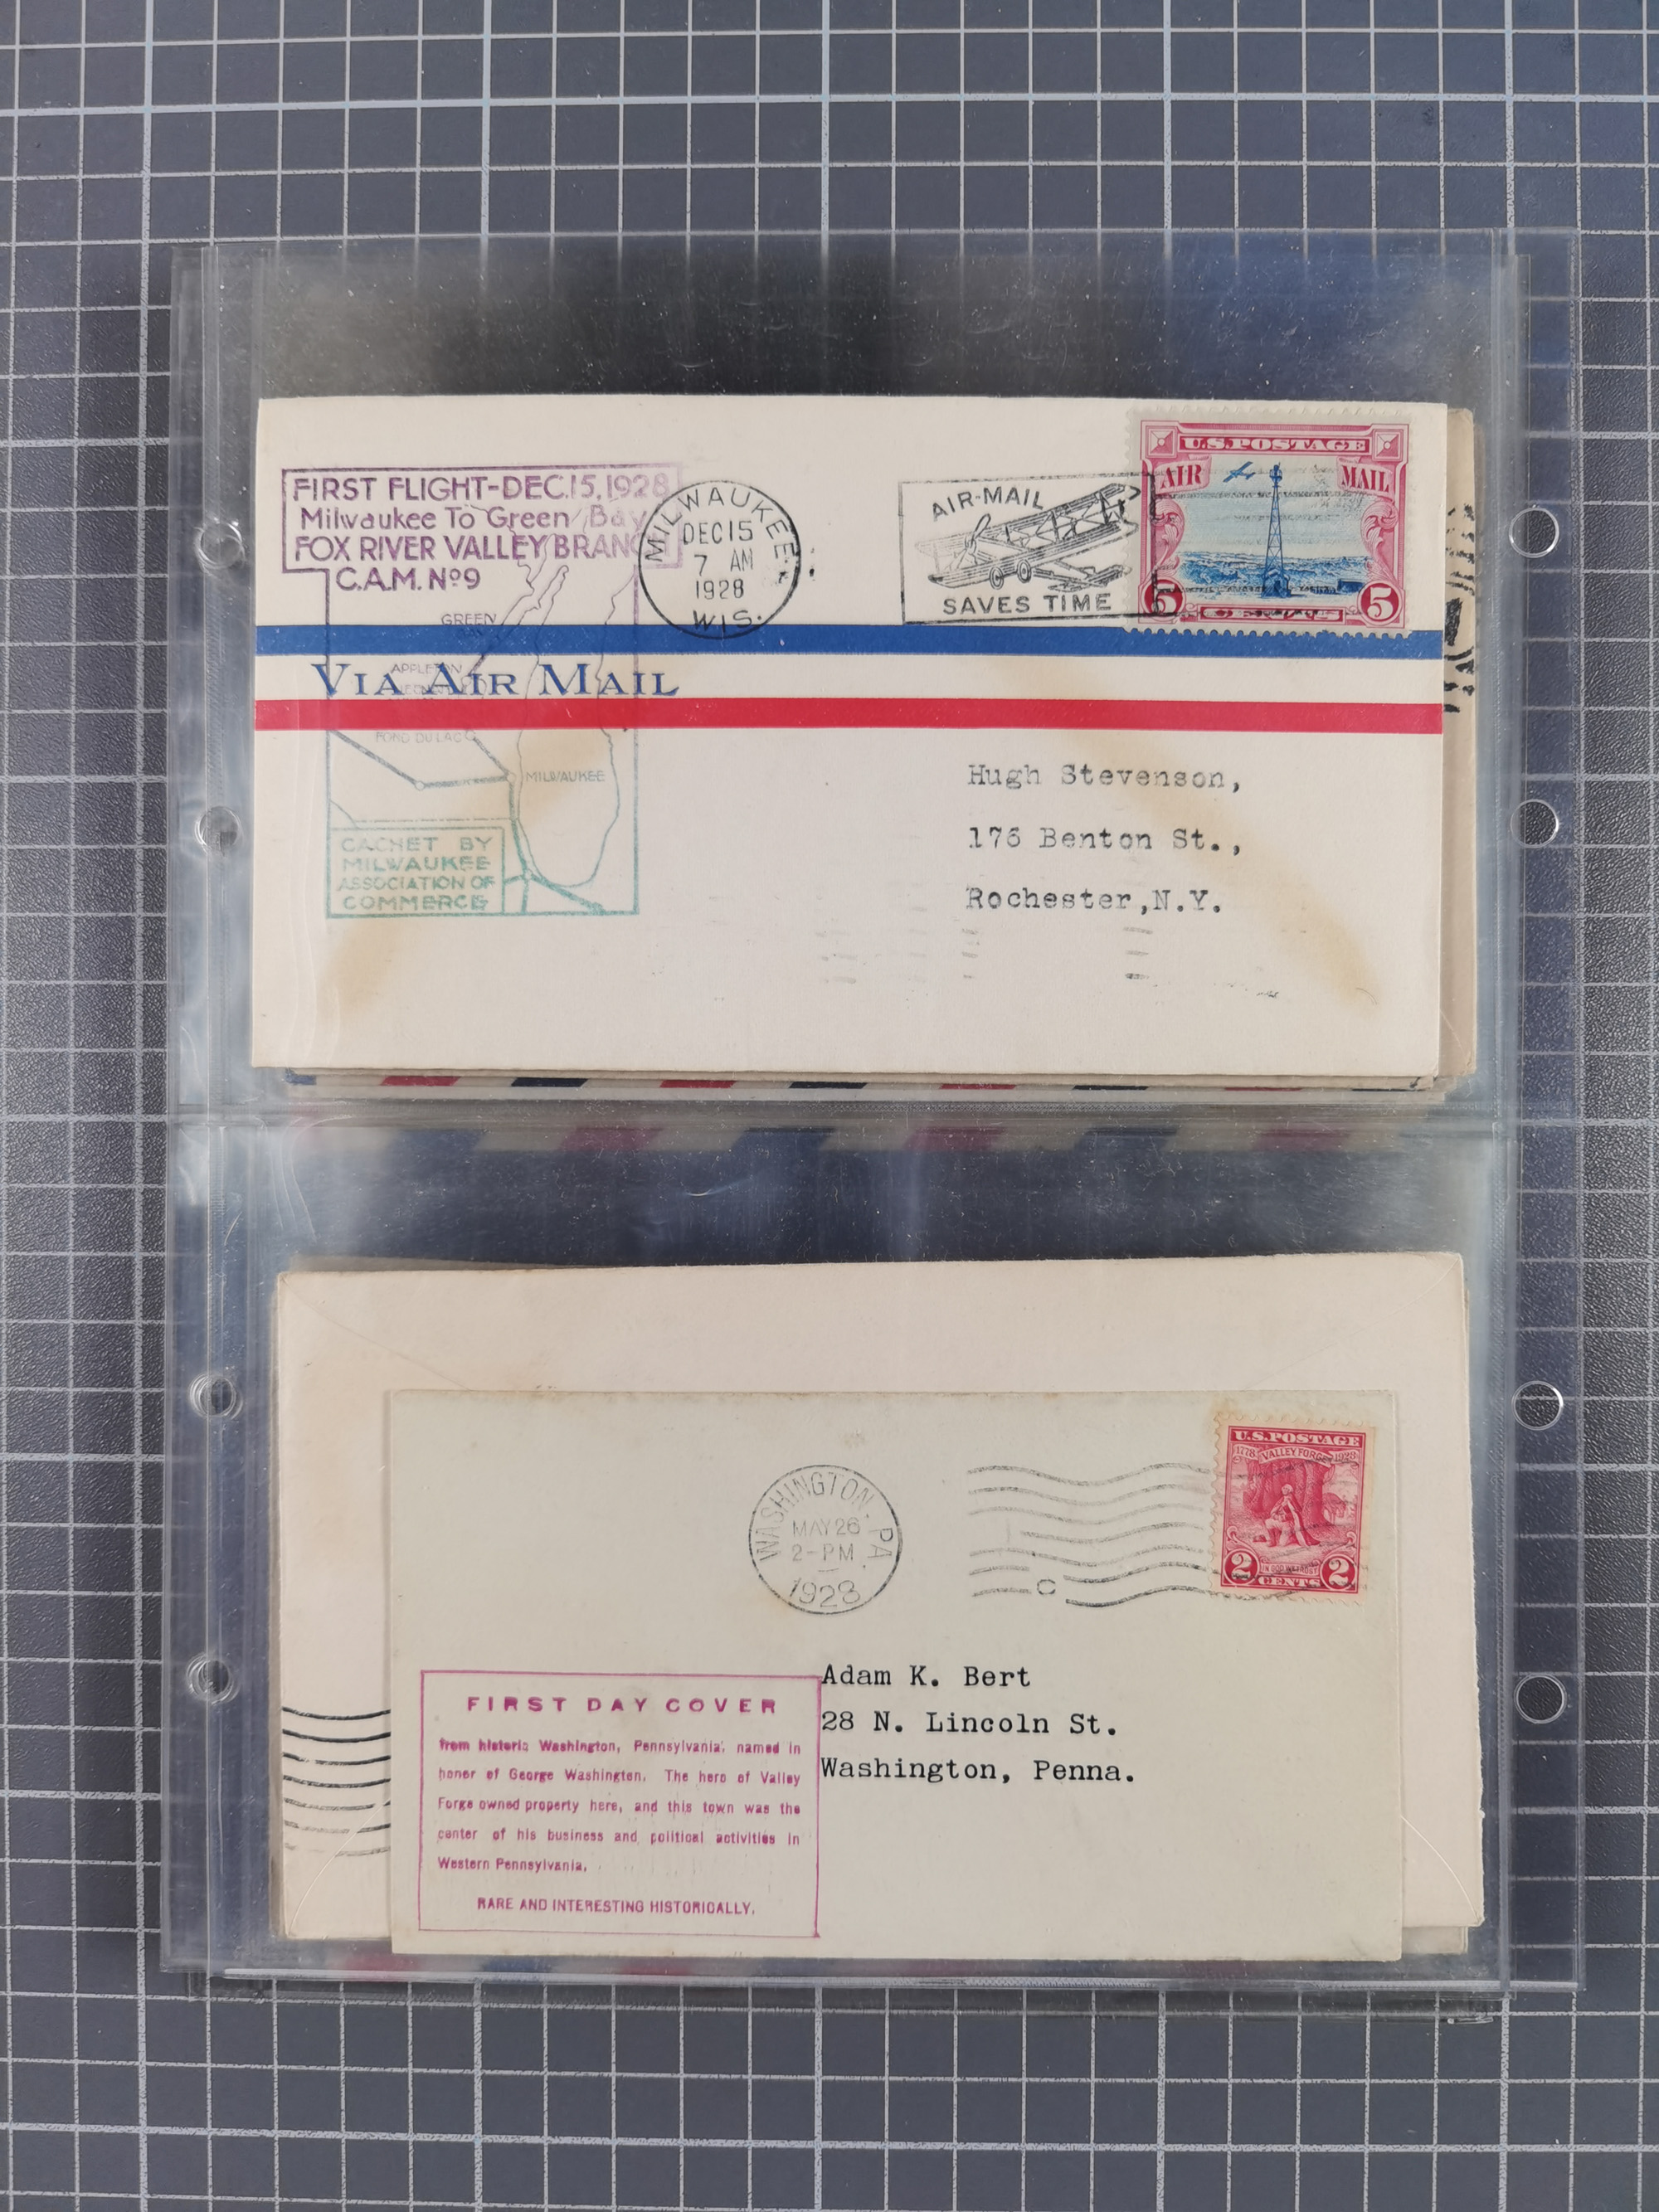 FIRST FLIGHT-DEC.15,1928
Milwaukee To Green Bay
FOX RIVER VALLEY BRANCH
C.A.M. Nº9
GREEN
APPLETON
FOND DU LAC
MILWAUKEE
CACHET BY
MILWAUKEE
ASSOCIATION OF
COMMERCE
MILWAUKEE,
DEC 15
7 AM
1928
WIS.
AIR-MAIL
SAVES TIME
U.S. POSTAGE
AIR MAIL
5 CENTS 5
VIA AIR MAIL
Hugh Stevenson,
176 Benton St.,
Rochester,N.Y.
WASHINGTON, PA.
MAY 26
2-PM
1928
C
U.S. POSTAGE
1778 VALLEY FORGE 1928
IN GOD WE TRUST
2 CENTS 2
Adam K. Bert
28 N. Lincoln St.
Washington, Penna.
FIRST DAY COVER
from historic Washington, Pennsylvania, named in
honor of George Washington. The hero of Valley
Forge owned property here, and this town was the
center of his business and political activities in
Western Pennsylvania.
RARE AND INTERESTING HISTORICALLY.